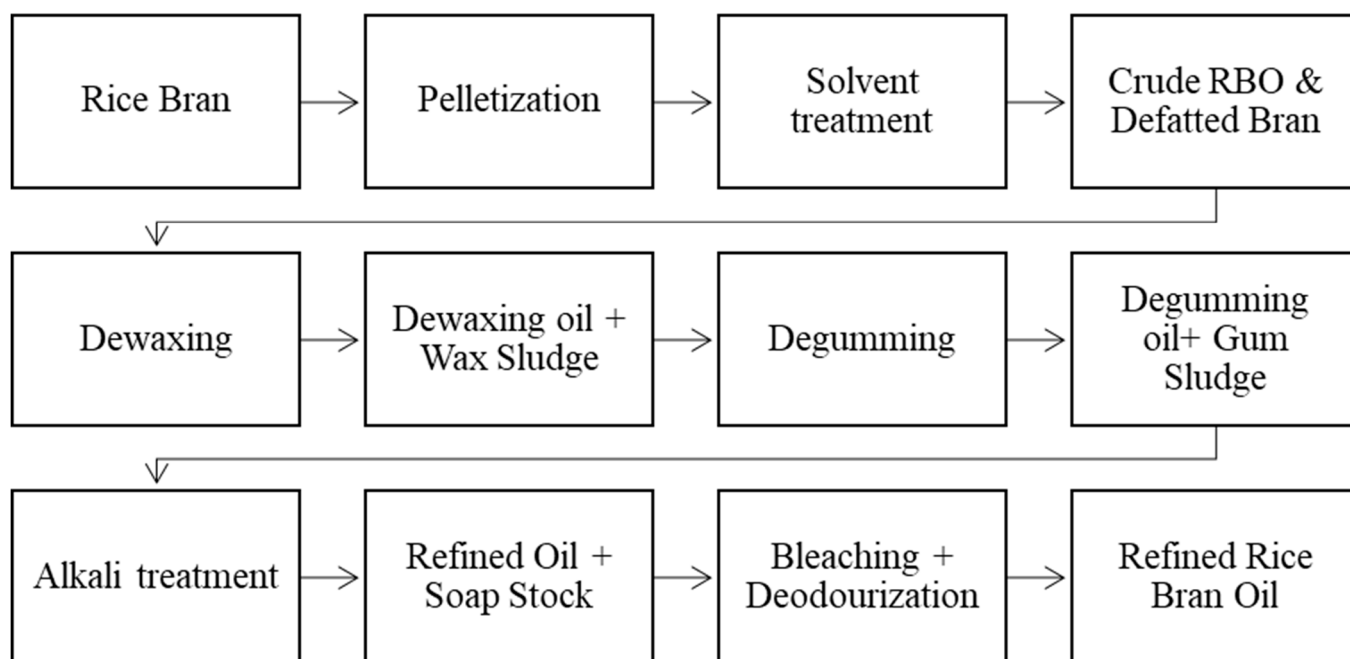 Rice Bran
Pelletization
Solvent
treatment
Crude RBO &
Defatted Bran
Dewaxing
Dewaxing oil +
Wax Sludge
Degumming
Degumming
oil+ Gum
Sludge
Alkali treatment
Refined Oil +
Soap Stock
Bleaching +
Deodourization
Refined Rice
Bran Oil